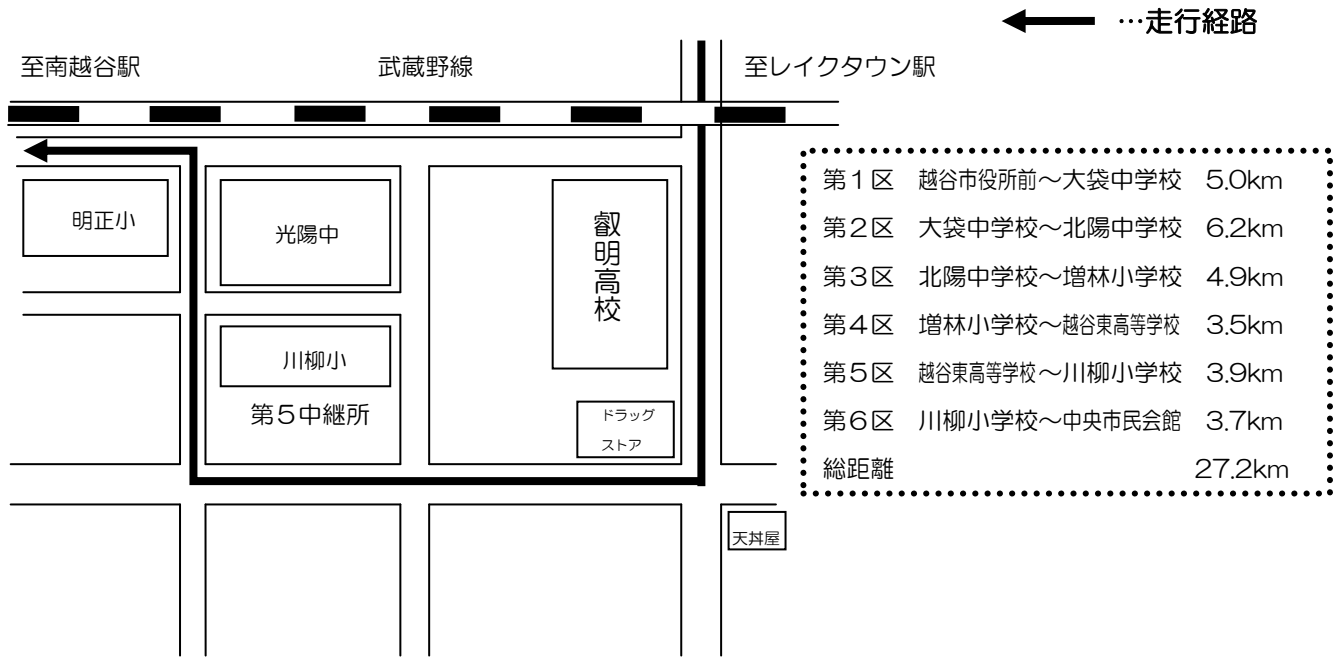 …走行経路
至南越谷駅
武蔵野線
至レイクタウン駅
明正小
光陽中
叡明高校
川柳小
第5中継所
ドラッグ
ストア
天丼屋
第1区 越谷市役所前~大袋中学校 5.0km
第2区 大袋中学校~北陽中学校 6.2km
第3区 北陽中学校~増林小学校 4.9km
第4区 増林小学校~越谷東高等学校 3.5km
第5区 越谷東高等学校~川柳小学校 3.9km
第6区 川柳小学校~中央市民会館 3.7km
総距離 27.2km